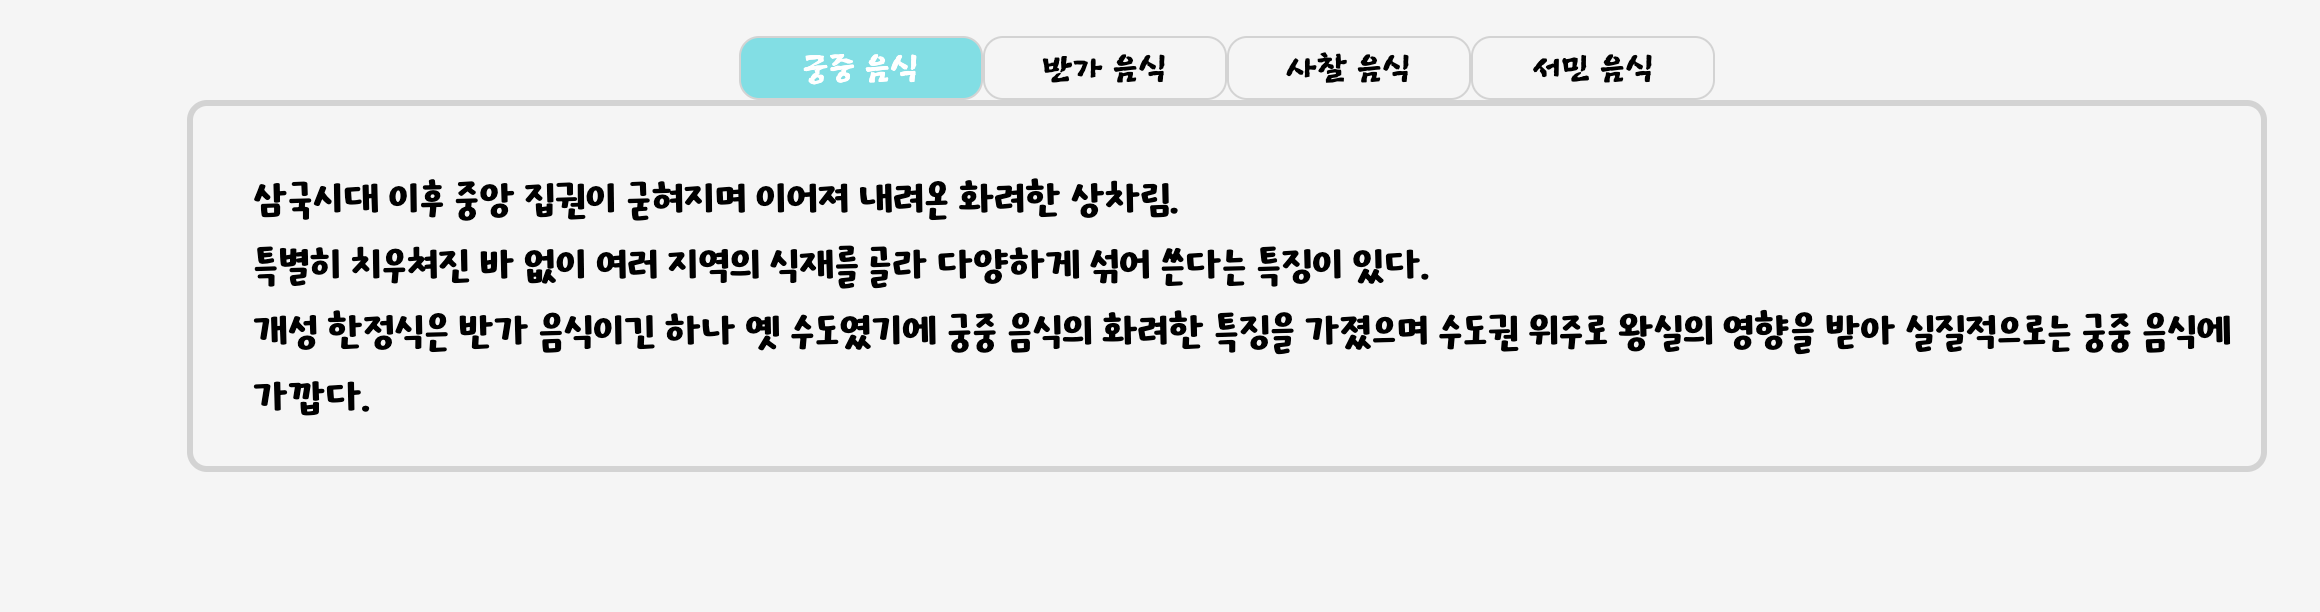 궁중 음식 반가 음식 사찰 음식 서민 음식
삼국시대 이후 중앙 집권이 굳혀지며 이어져 내려온 화려한 상차림.
특별히 치우쳐진 바 없이 여러 지역의 식재를 골라 다양하게 섞어 쓴다는 특징이 있다.
개성 한정식은 반가 음식이긴 하나 옛 수도였기에 궁중 음식의 화려한 특징을 가졌으며 수도권 위주로 왕실의 영향을 받아 실질적으로는 궁중 음식에
가깝다.